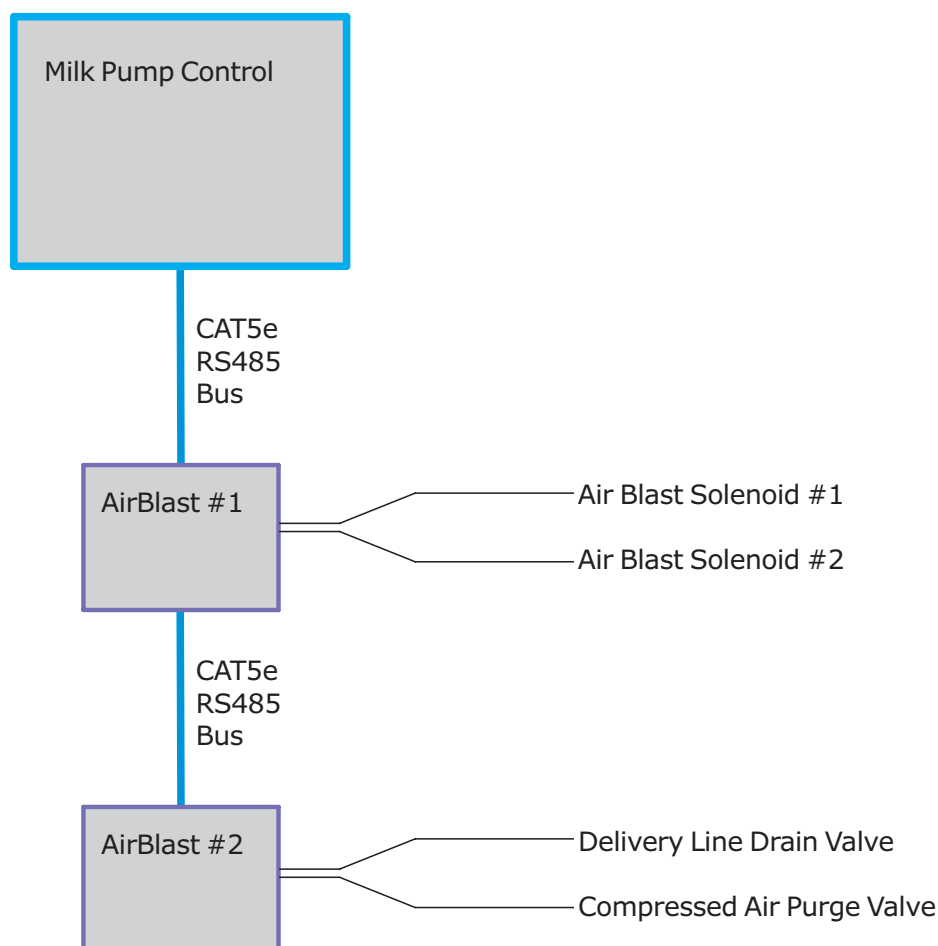 Milk Pump Control
CAT5e
RS485
Bus
AirBlast #1
Air Blast Solenoid #1
Air Blast Solenoid #2
CAT5e
RS485
Bus
AirBlast #2
Delivery Line Drain Valve
Compressed Air Purge Valve